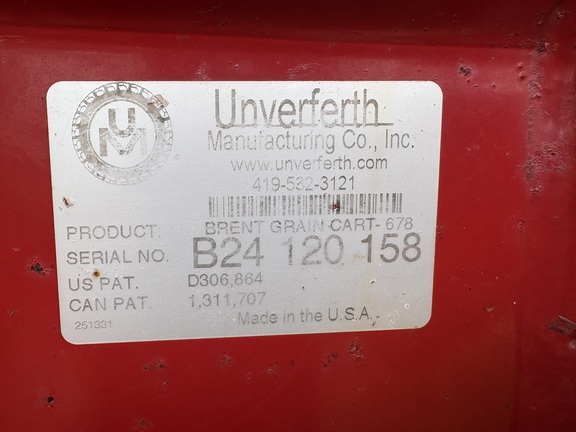 UM
Unverferth
Manufacturing Co., Inc.
www.unverferth.com
419-532-3121
PRODUCT: BRENT GRAIN CART- 678
SERIAL NO. B24 120 158
US PAT. D306,864
CAN PAT. 1,311,707
251331 Made in the U.S.A.